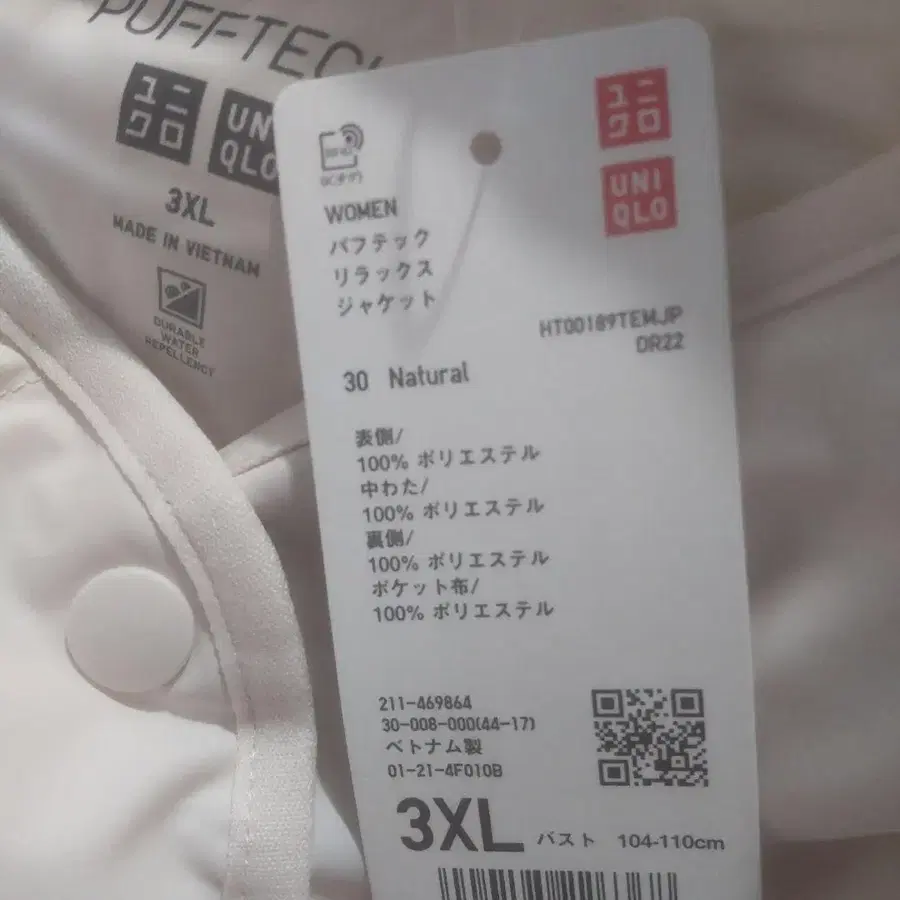 PUFFTECH
ユニ
クロ
UN
QLO
3XL
MADE IN VIETNAM
DURABLE
WATER
REPELLENCY
ユニ
クロ
UNI
QLO
WOMEN
パフテック
リラックス
ジャケット
HT00189TEMJP
DR22
30 Natural
表側/
100% ポリエステル
中わた/
100% ポリエステル
裏側/
100% ポリエステル
ポケット布/
100% ポリエステル
211-469864
30-008-000(44-17)
ベトナム製
01-21-4F010B
3XL バスト 104-110cm